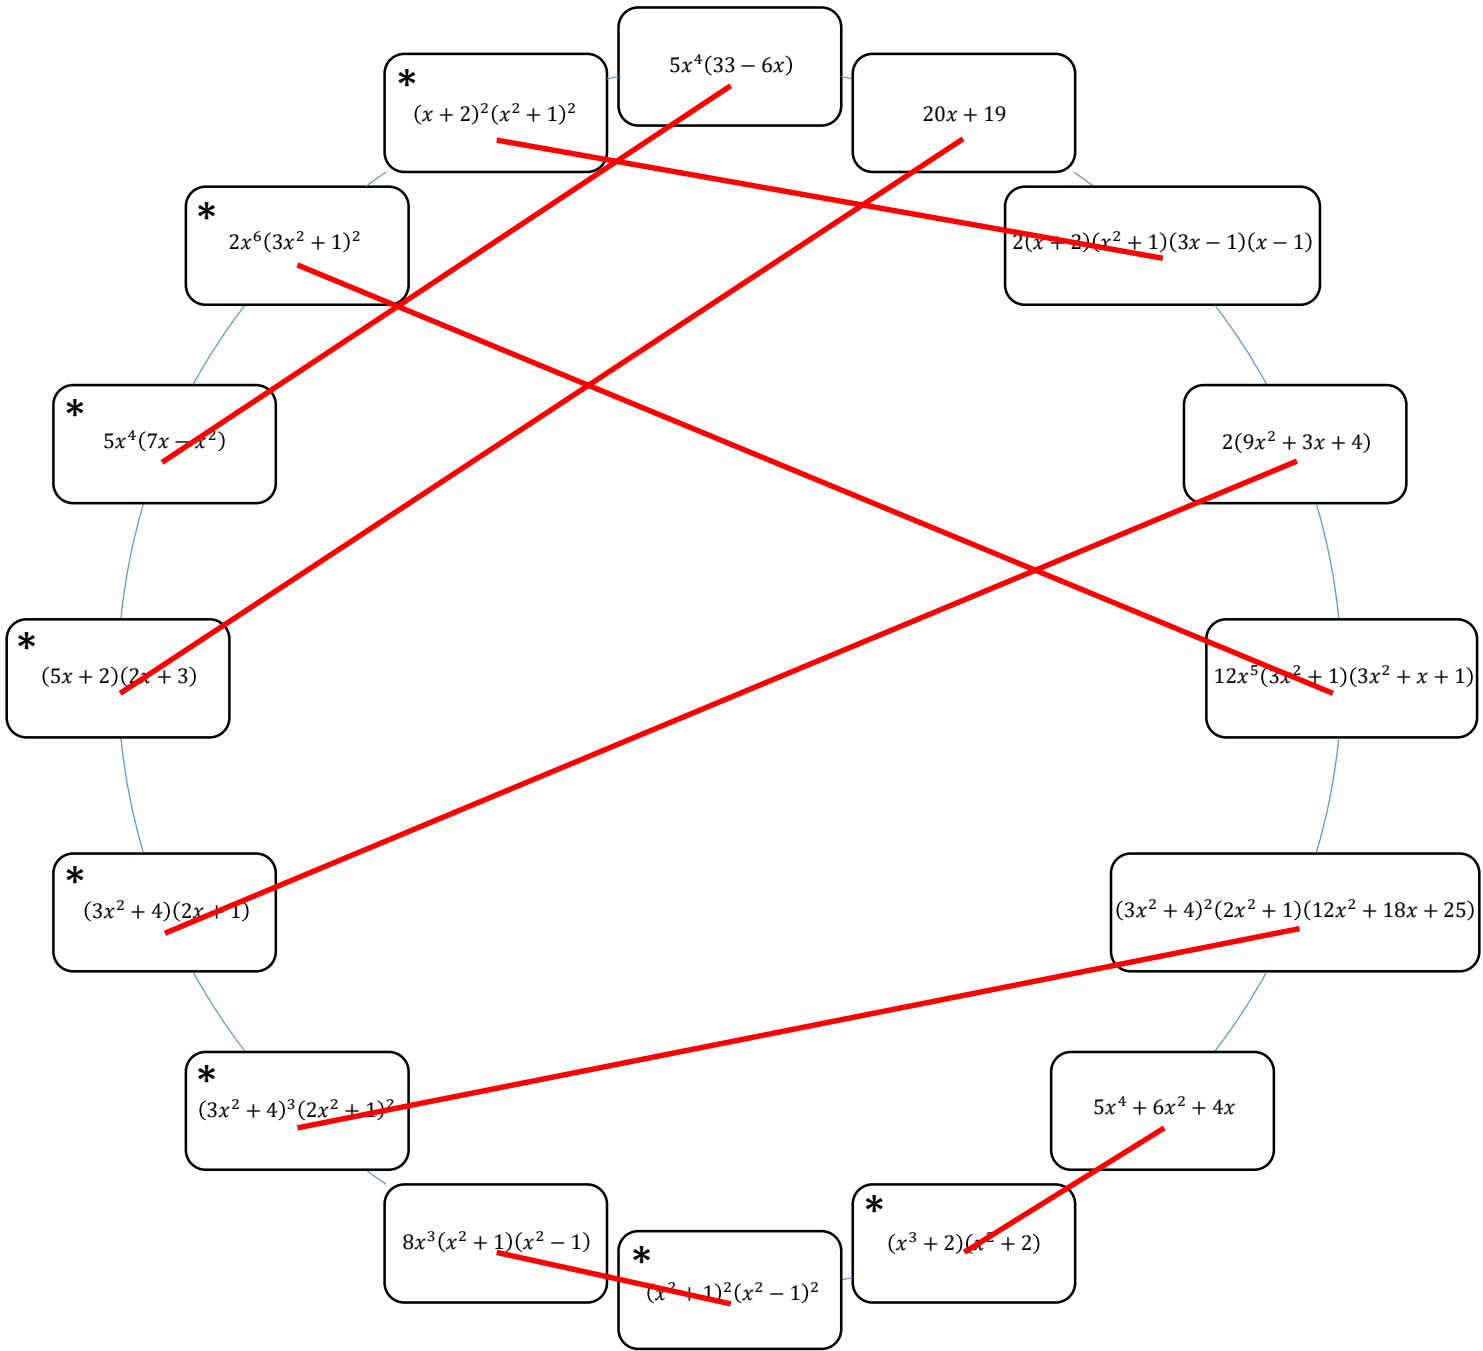 5x⁴(33 − 6x)
*
(x + 2)²(x² + 1)²
20x + 19
*
2x⁶(3x² + 1)²
2(x + 2)(x² + 1)(3x − 1)(x − 1)
*
5x⁴(7x − x²)
2(9x² + 3x + 4)
*
(5x + 2)(2x + 3)
12x⁵(3x² + 1)(3x² + x + 1)
*
(3x² + 4)(2x + 1)
(3x² + 4)²(2x² + 1)(12x² + 18x + 25)
*
(3x² + 4)³(2x² + 1)²
5x⁴ + 6x² + 4x
8x³(x² + 1)(x² − 1)
*
(x² + 1)²(x² − 1)²
*
(x³ + 2)(x² + 2)